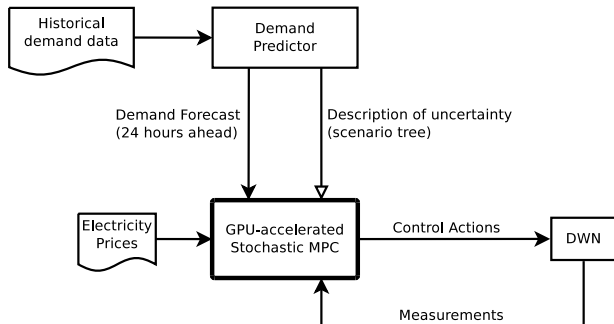 Historical
demand data
Demand
Predictor
Demand Forecast
(24 hours ahead)
Description of uncertainty
(scenario tree)
Electricity
Prices
GPU-accelerated
Stochastic MPC
Control Actions
DWN
Measurements